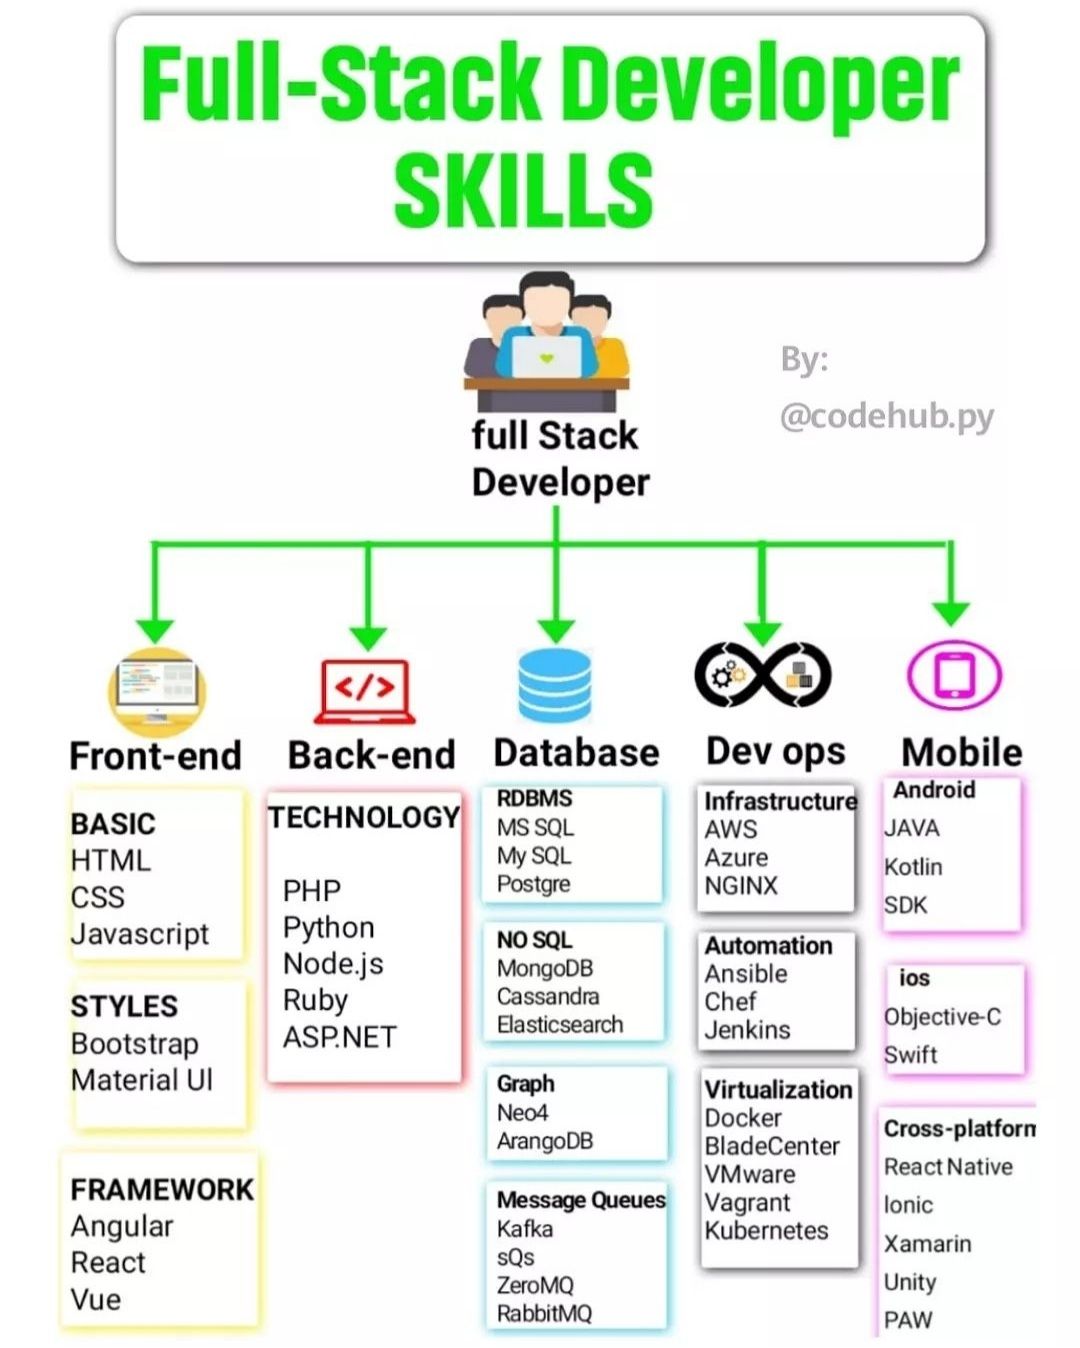 Full-Stack Developer
SKILLS
By:
@codehub.py
full Stack
Developer
Front-end
BASIC
HTML
CSS
Javascript
STYLES
Bootstrap
Material UI
FRAMEWORK
Angular
React
Vue
Back-end
TECHNOLOGY
PHP
Python
Node.js
Ruby
ASP.NET
Database
RDBMS
MS SQL
My SQL
Postgre
NO SQL
MongoDB
Cassandra
Elasticsearch
Graph
Neo4
ArangoDB
Message Queues
Kafka
sQs
ZeroMQ
RabbitMQ
Dev ops
Infrastructure
AWS
Azure
NGINX
Automation
Ansible
Chef
Jenkins
Virtualization
Docker
BladeCenter
VMware
Vagrant
Kubernetes
Mobile
Android
JAVA
Kotlin
SDK
ios
Objective-C
Swift
Cross-platform
React Native
Ionic
Xamarin
Unity
PAW